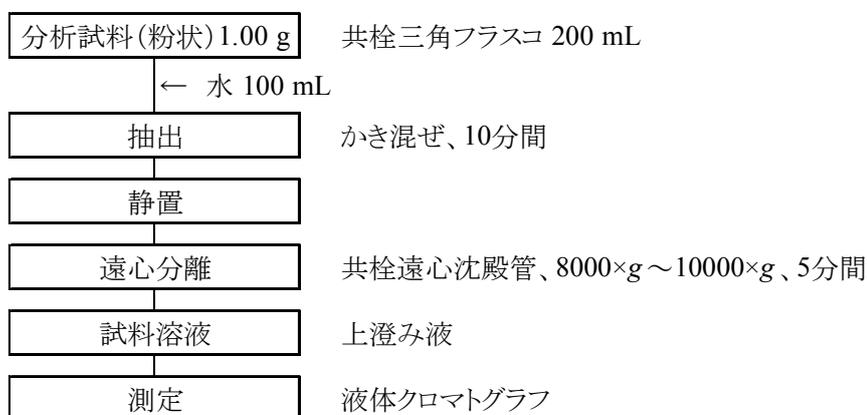 分析試料(粉状)1.00 g 共栓三角フラスコ 200 mL
← 水 100 mL
抽出 かき混ぜ、10分間
静置
遠心分離 共栓遠心沈殿管、8000×g～10000×g、5分間
試料溶液 上澄み液
測定 液体クロマトグラフ